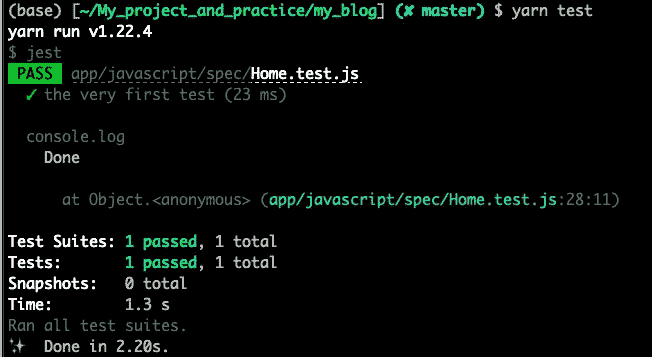 (base) [~/My_project_and_practice/my_blog] (✘ master) $ yarn test
yarn run v1.22.4
$ jest
PASS app/javascript/spec/Home.test.js
✓ the very first test (23 ms)
console.log
Done
at Object.<anonymous> (app/javascript/spec/Home.test.js:28:11)
Test Suites: 1 passed, 1 total
Tests: 1 passed, 1 total
Snapshots: 0 total
Time: 1.3 s
Ran all test suites.
✨ Done in 2.20s.